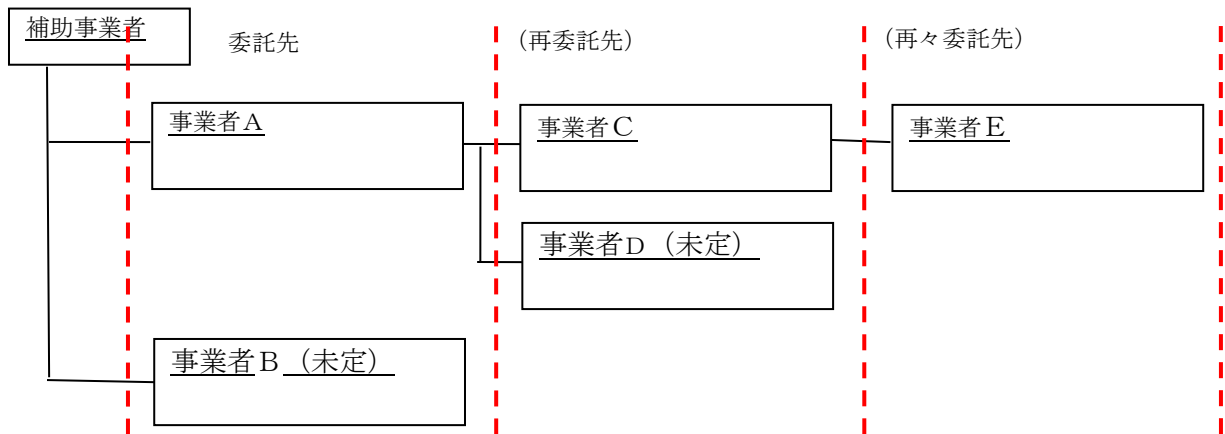 補助事業者
委託先
(再委託先)
(再々委託先)
事業者A
事業者C
事業者E
事業者D(未定)
事業者B(未定)